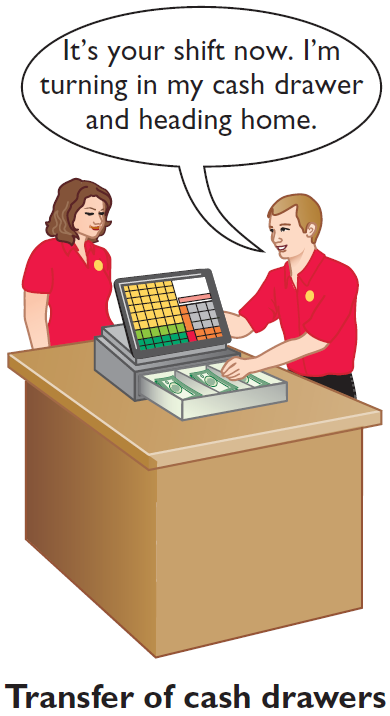 It's your shift now. I'm
turning in my cash drawer
and heading home.
Transfer of cash drawers